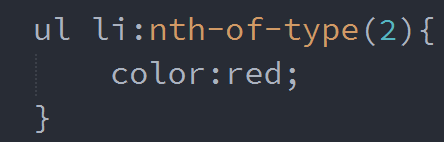 ul li:nth-of-type(2){
    color:red;
}